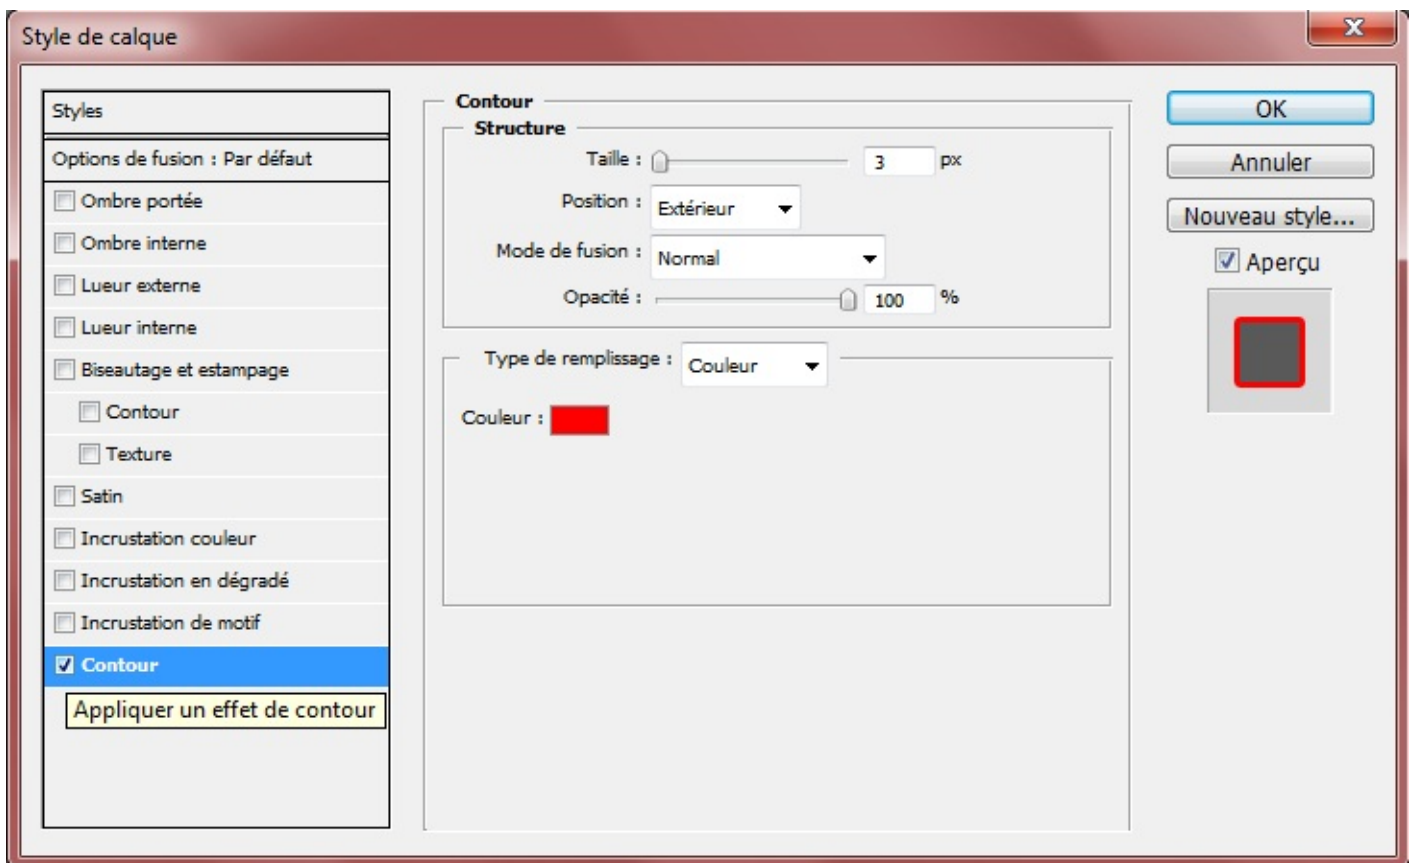 Style de calque
X
Styles
Options de fusion : Par défaut
Ombre portée
Ombre interne
Lueur externe
Lueur interne
Biseautage et estampage
Contour
Texture
Satin
Incrustation couleur
Incrustation en dégradé
Incrustation de motif
Contour
Appliquer un effet de contour
Contour
Structure
Taille : 3 px
Position : Extérieur
Mode de fusion : Normal
Opacité : 100 %
Type de remplissage : Couleur
Couleur :
OK
Annuler
Nouveau style...
Aperçu